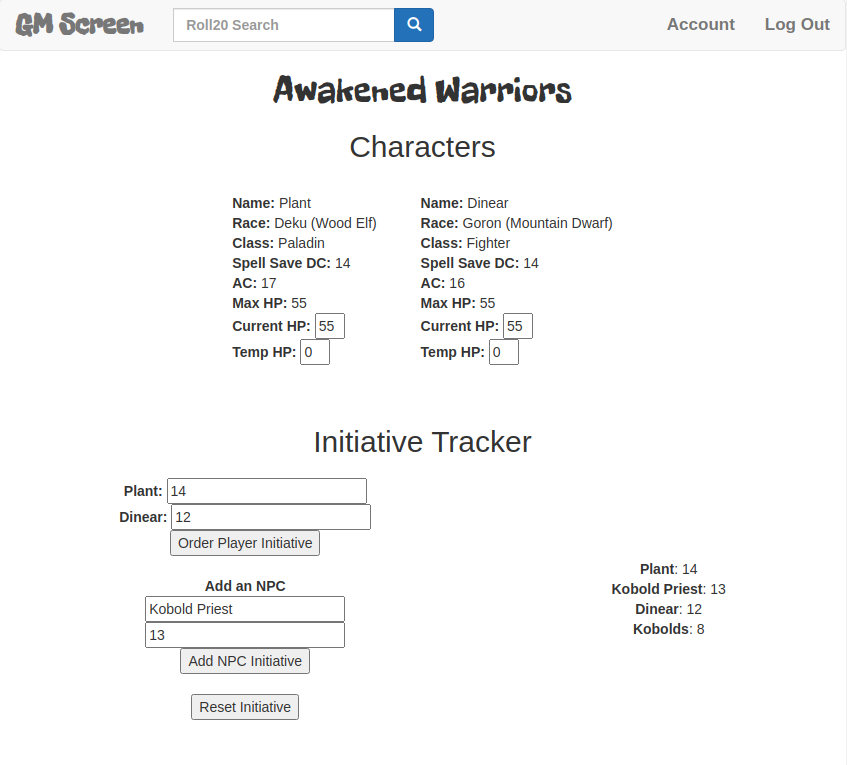 GM Screen
Roll20 Search
Account
Log Out
Awakened Warriors
Characters
Name: Plant
Race: Deku (Wood Elf)
Class: Paladin
Spell Save DC: 14
AC: 17
Max HP: 55
Current HP: 55
Temp HP: 0
Name: Dinear
Race: Goron (Mountain Dwarf)
Class: Fighter
Spell Save DC: 14
AC: 16
Max HP: 55
Current HP: 55
Temp HP: 0
Initiative Tracker
Plant: 14
Dinear: 12
Order Player Initiative
Add an NPC
Kobold Priest
13
Add NPC Initiative
Reset Initiative
Plant: 14
Kobold Priest: 13
Dinear: 12
Kobolds: 8